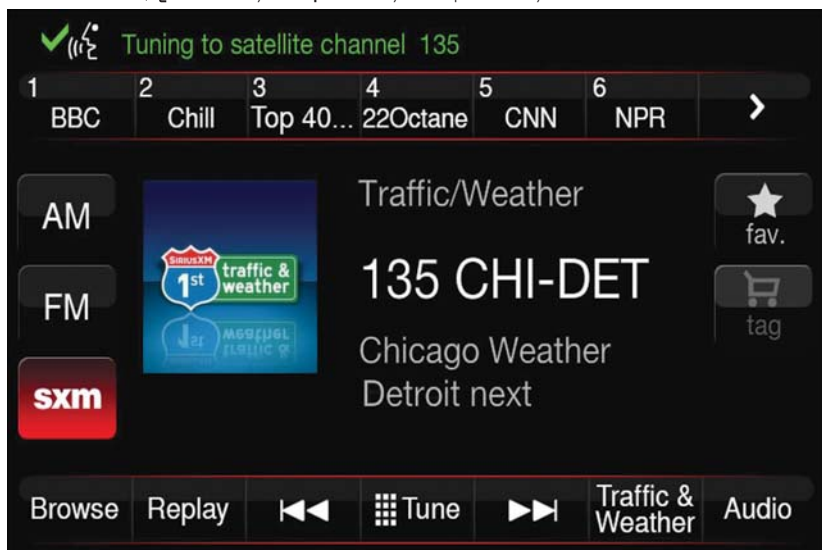 Tuning to satellite channel 135
1 2 3 4 5 6
BBC Chill Top 40... 22Octane CNN NPR
AM
FM
sxm
SIRIUSXM
1st traffic &
weather
Traffic/Weather
135 CHI-DET
Chicago Weather
Detroit next
fav.
tag
Browse Replay Tune Traffic & Weather Audio